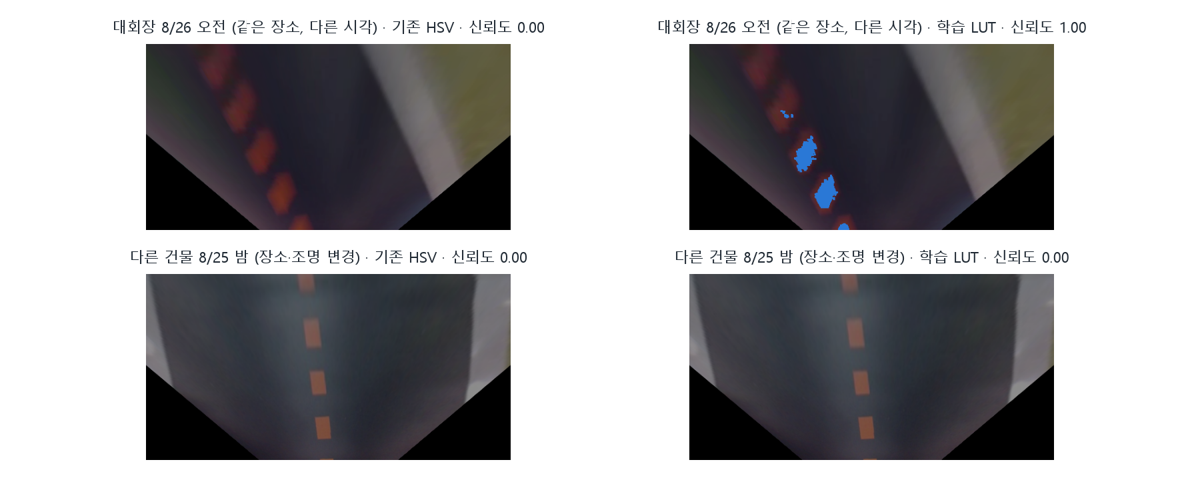 대회장 8/26 오전 (같은 장소, 다른 시각) · 기존 HSV · 신뢰도 0.00
대회장 8/26 오전 (같은 장소, 다른 시각) · 학습 LUT · 신뢰도 1.00
다른 건물 8/25 밤 (장소·조명 변경) · 기존 HSV · 신뢰도 0.00
다른 건물 8/25 밤 (장소·조명 변경) · 학습 LUT · 신뢰도 0.00